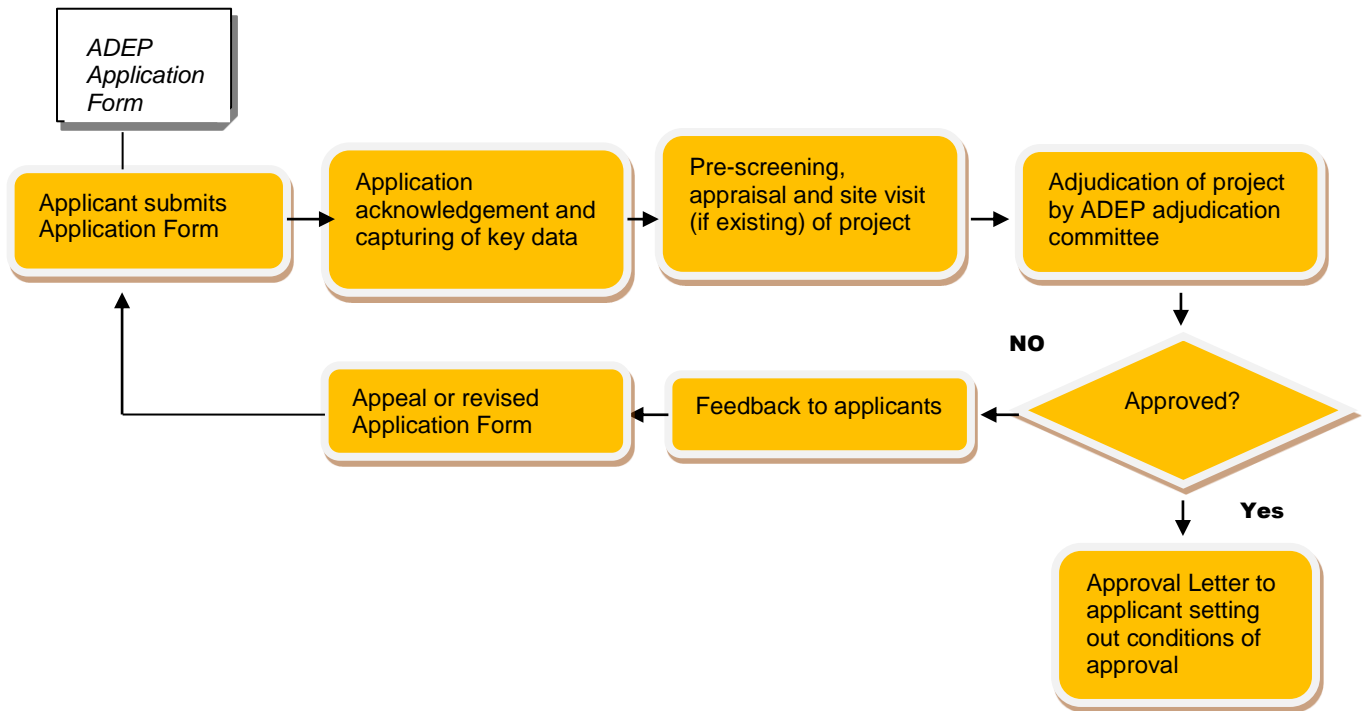 ADEP
Application
Form
Applicant submits
Application Form
Application
acknowledgement and
capturing of key data
Pre-screening,
appraisal and site visit
(if existing) of project
Adjudication of project
by ADEP adjudication
committee
NO
Approved?
Feedback to applicants
Appeal or revised
Application Form
Yes
Approval Letter to
applicant setting
out conditions of
approval